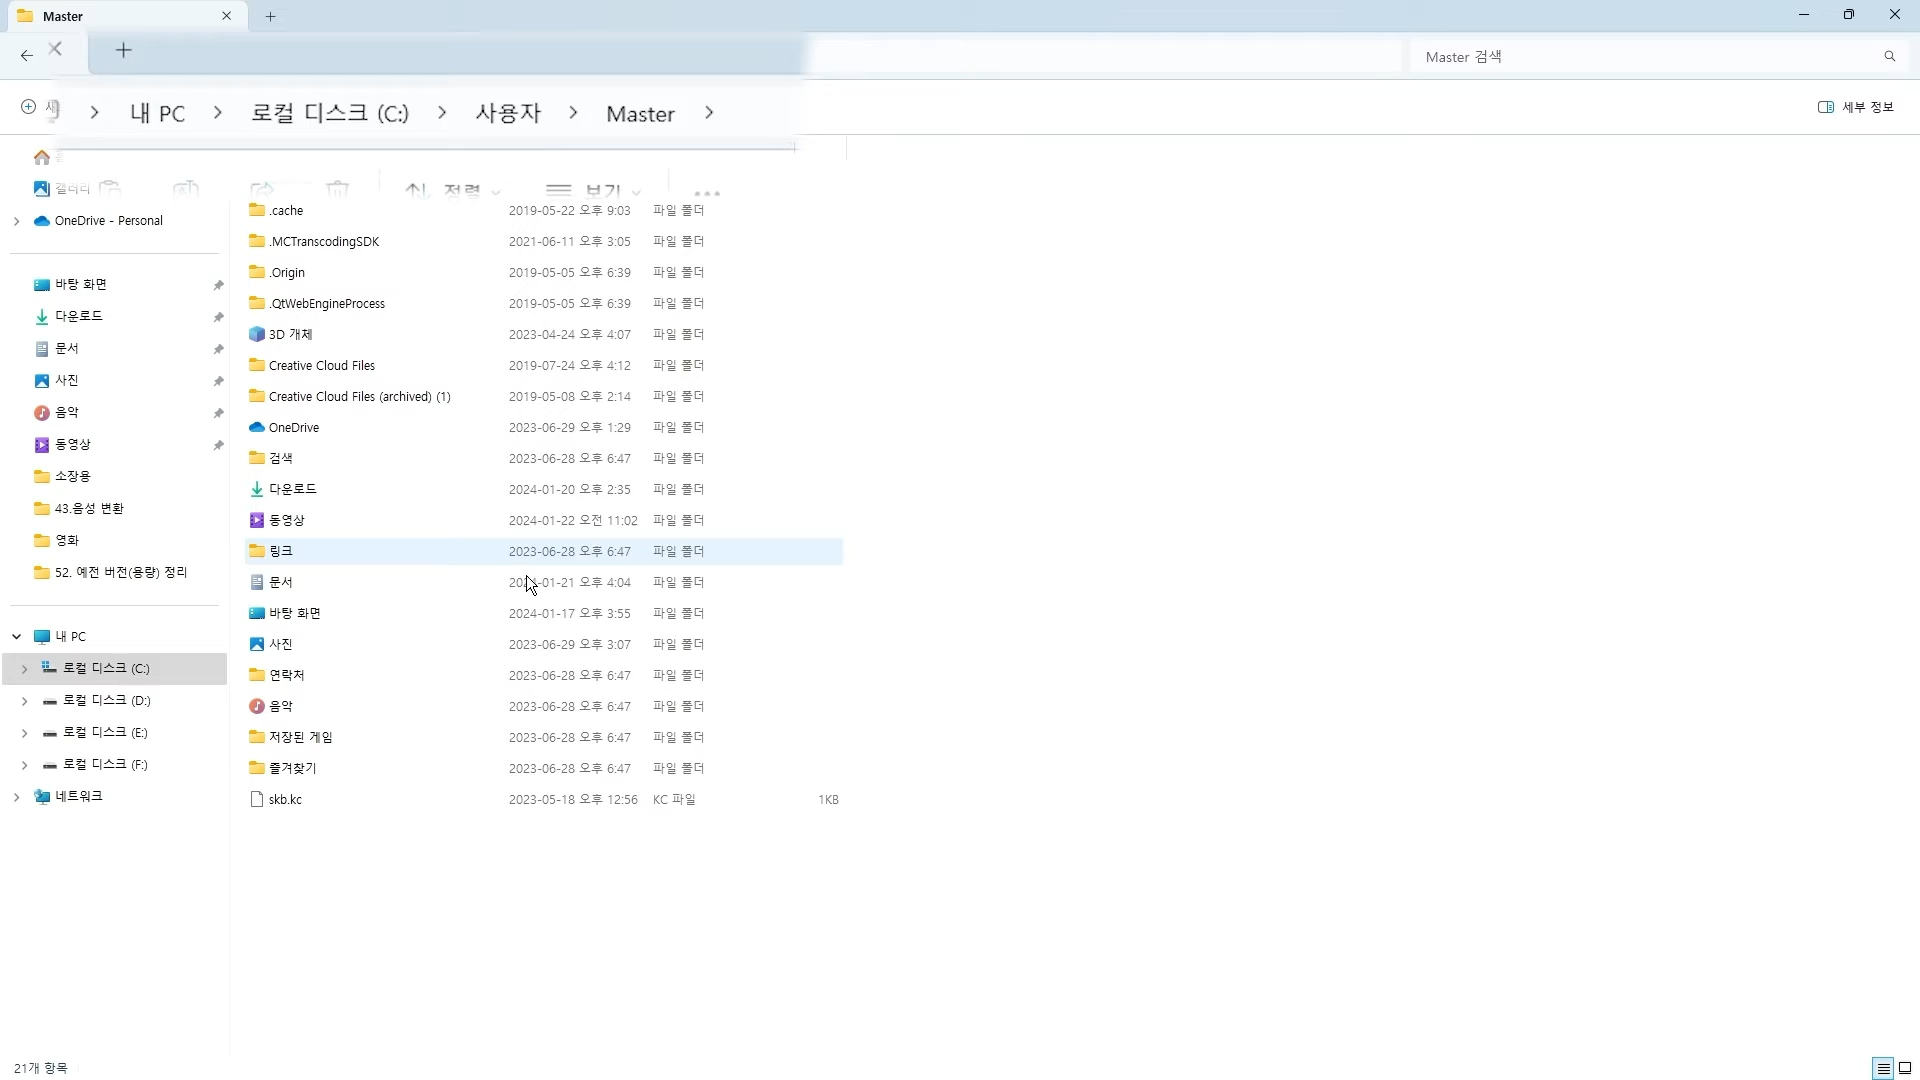 Master
Master 검색
새
내 PC
로컬 디스크 (C:)
사용자
Master
세부 정보
갤러리
정렬
보기
OneDrive - Personal
바탕 화면
다운로드
문서
사진
음악
동영상
소장용
43.음성 변환
영화
52. 예전 버전(용량) 정리
내 PC
로컬 디스크 (C:)
로컬 디스크 (D:)
로컬 디스크 (E:)
로컬 디스크 (F:)
네트워크
.cache 2019-05-22 오후 9:03 파일 폴더
.MCTranscodingSDK 2021-06-11 오후 3:05 파일 폴더
.Origin 2019-05-05 오후 6:39 파일 폴더
.QtWebEngineProcess 2019-05-05 오후 6:39 파일 폴더
3D 개체 2023-04-24 오후 4:07 파일 폴더
Creative Cloud Files 2019-07-24 오후 4:12 파일 폴더
Creative Cloud Files (archived) (1) 2019-05-08 오후 2:14 파일 폴더
OneDrive 2023-06-29 오후 1:29 파일 폴더
검색 2023-06-28 오후 6:47 파일 폴더
다운로드 2024-01-20 오후 2:35 파일 폴더
동영상 2024-01-22 오전 11:02 파일 폴더
링크 2023-06-28 오후 6:47 파일 폴더
문서 2024-01-21 오후 4:04 파일 폴더
바탕 화면 2024-01-17 오후 3:55 파일 폴더
사진 2023-06-29 오후 3:07 파일 폴더
연락처 2023-06-28 오후 6:47 파일 폴더
음악 2023-06-28 오후 6:47 파일 폴더
저장된 게임 2023-06-28 오후 6:47 파일 폴더
즐겨찾기 2023-06-28 오후 6:47 파일 폴더
skb.kc 2023-05-18 오후 12:56 KC 파일 1KB
21개 항목